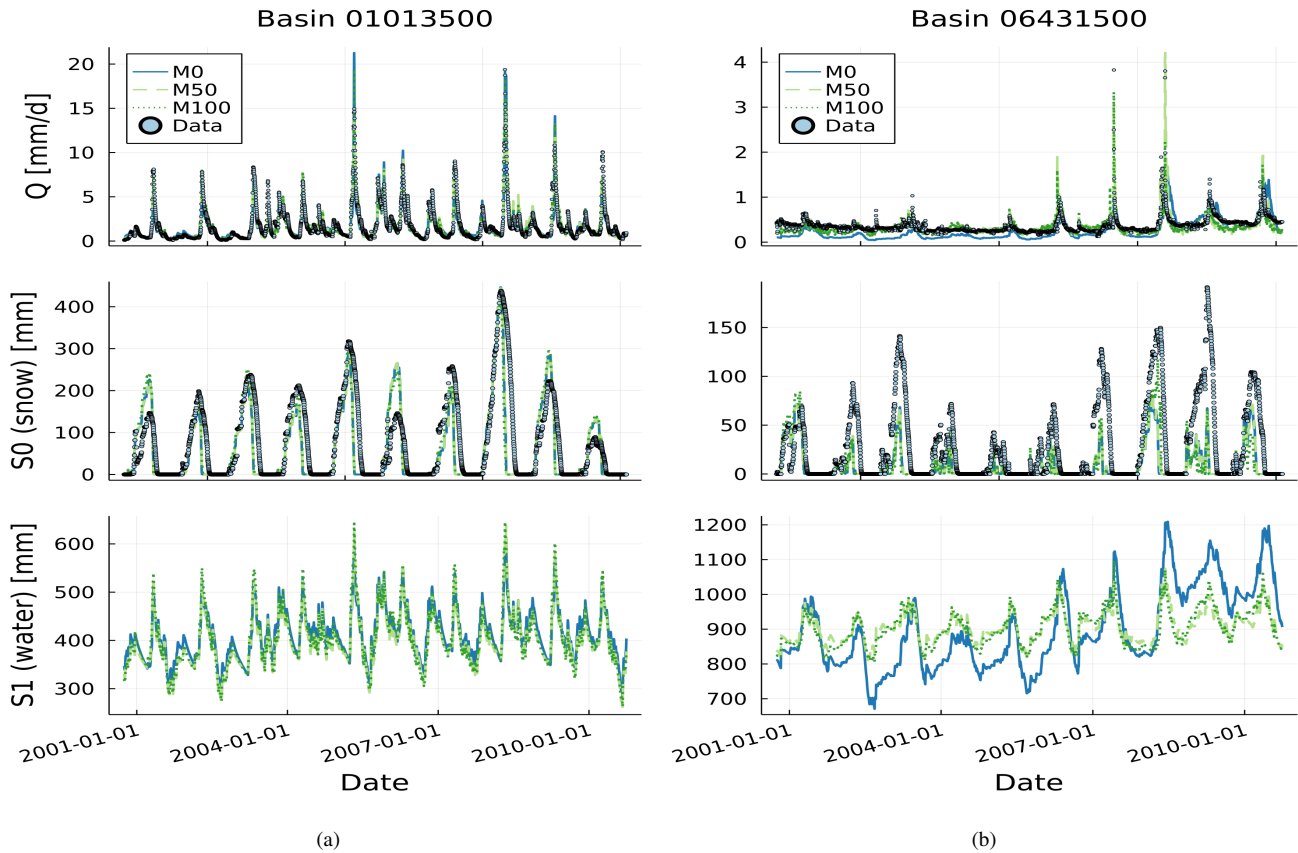 Basin 01013500
Q [mm/d]
20
15
10
5
0
M0
M50
M100
Data
S0 (snow) [mm]
400
300
200
100
0
S1 (water) [mm]
600
500
400
300
2001-01-01
2004-01-01
2007-01-01
2010-01-01
Date
(a)
Basin 06431500
4
3
2
1
0
M0
M50
M100
Data
150
100
50
0
1200
1100
1000
900
800
700
2001-01-01
2004-01-01
2007-01-01
2010-01-01
Date
(b)